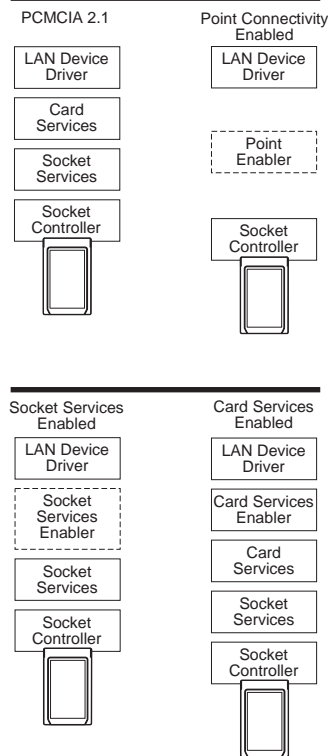 PCMCIA 2.1
LAN Device
Driver
Card
Services
Socket
Services
Socket
Controller
Point Connectivity
Enabled
LAN Device
Driver
Point
Enabler
Socket
Controller
Socket Services
Enabled
LAN Device
Driver
Socket
Services
Enabler
Socket
Services
Socket
Controller
Card Services
Enabled
LAN Device
Driver
Card Services
Enabler
Card
Services
Socket
Services
Socket
Controller